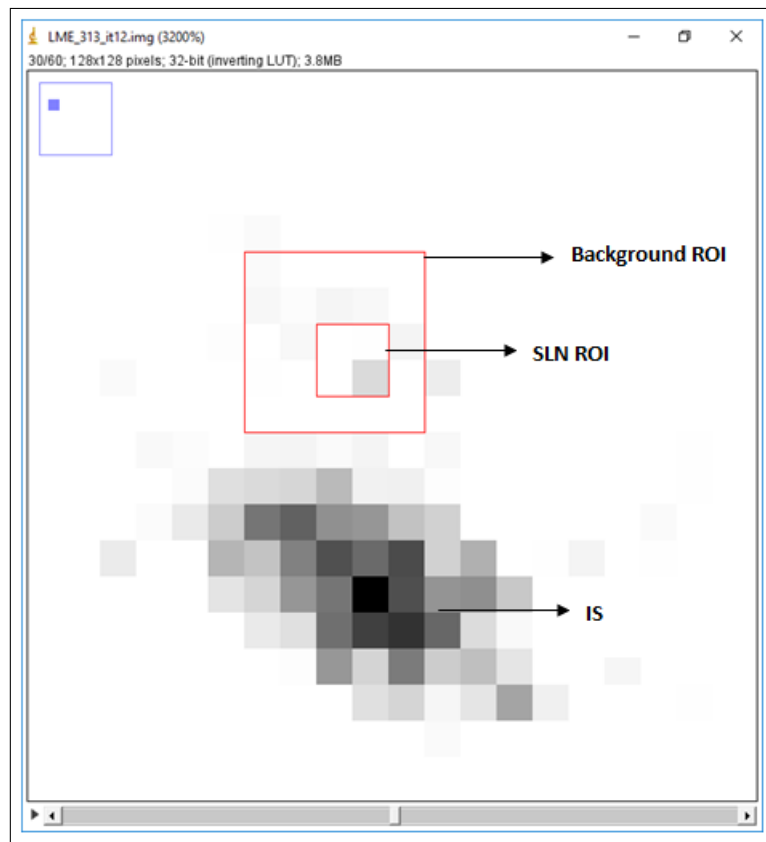 LME_313_it12.img (3200%)
30/60; 128x128 pixels; 32-bit (inverting LUT); 3.8MB
Background ROI
SLN ROI
IS